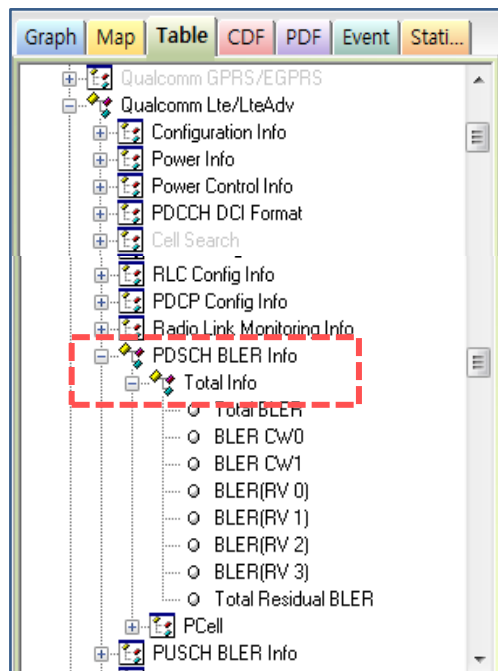 Graph Map Table CDF PDF Event Stati...
Qualcomm GPRS/EGPRS
Qualcomm Lte/LteAdv
Configuration Info
Power Info
Power Control Info
PDCCH DCI Format
Cell Search
RLC Config Info
PDCP Config Info
Radio Link Monitoring Info
PDSCH BLER Info
Total Info
Total BLER
BLER CW0
BLER CW1
BLER(RV 0)
BLER(RV 1)
BLER(RV 2)
BLER(RV 3)
Total Residual BLER
PCell
PUSCH BLER Info